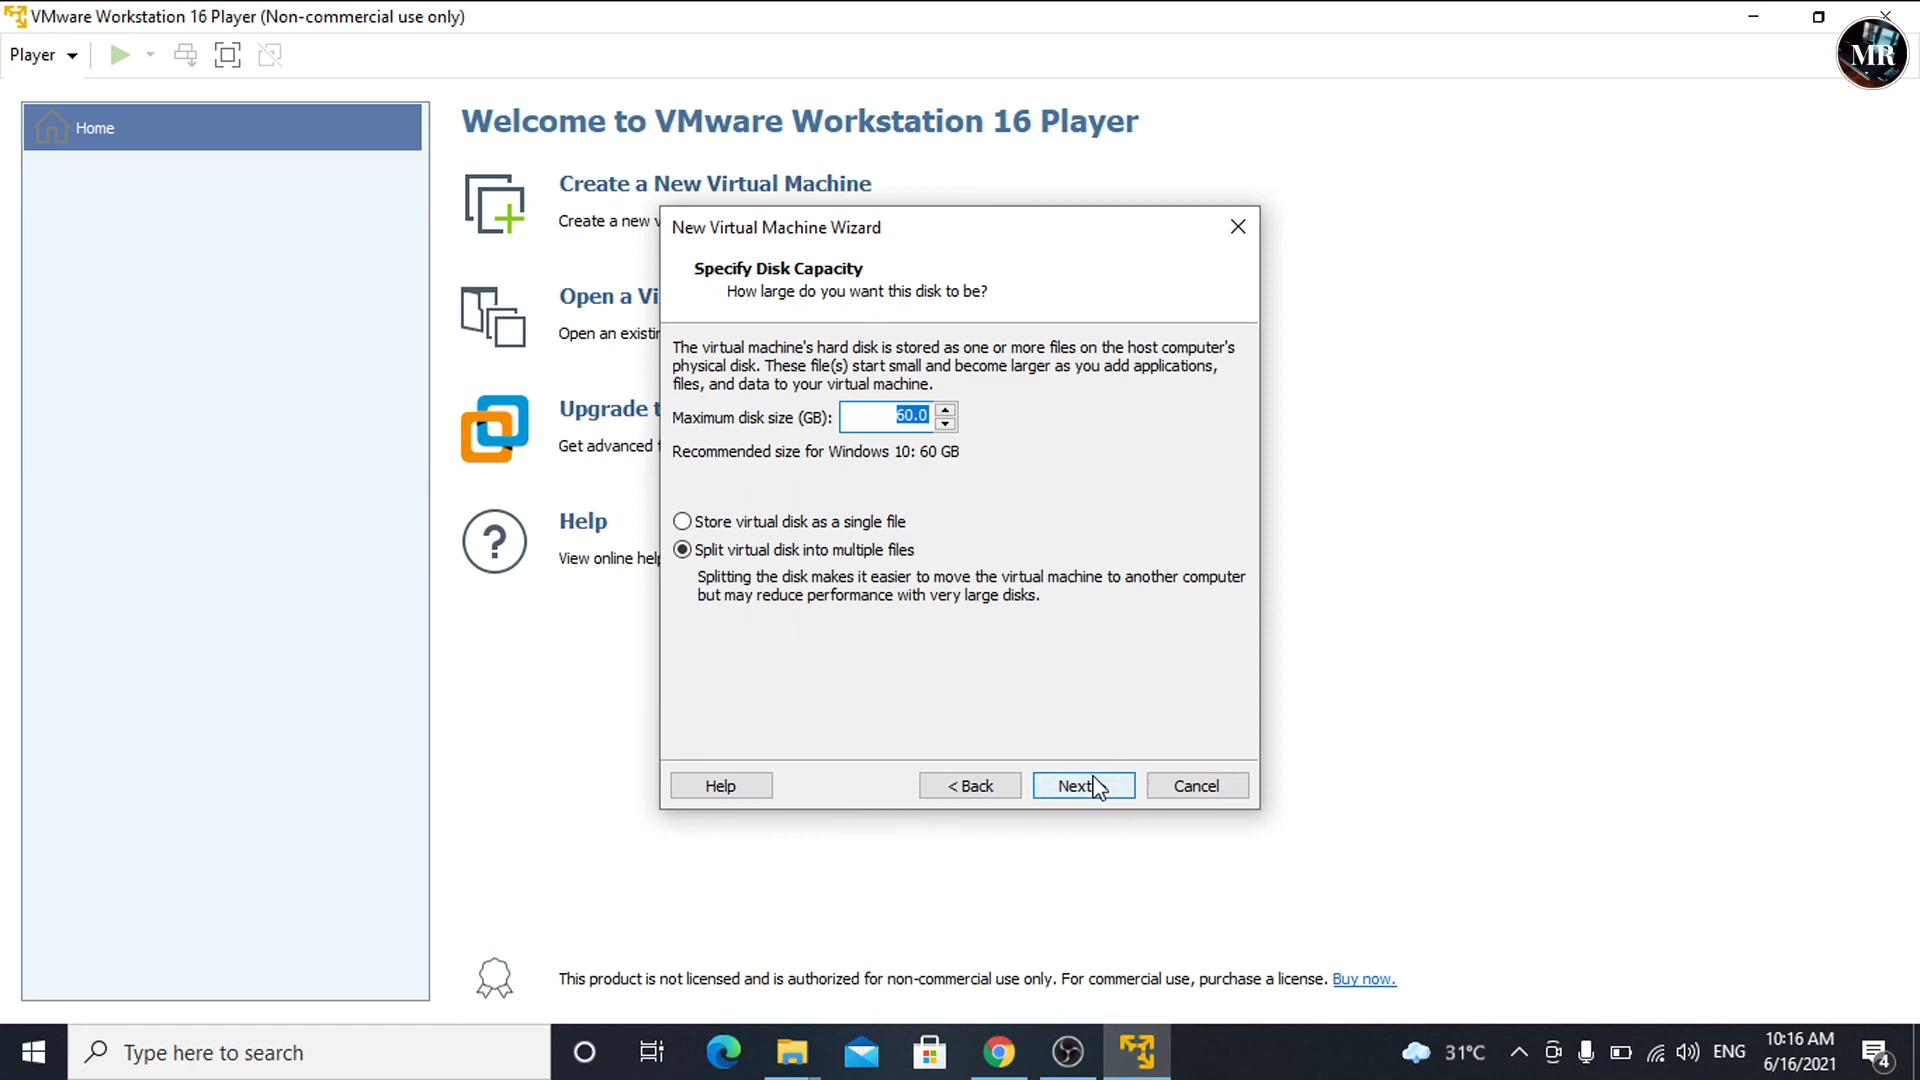 VMware Workstation 16 Player (Non-commercial use only)
Player
MR
Home
Welcome to VMware Workstation 16 Player
Create a New Virtual Machine
Create a new v
Open a Vi
Open an existin
Upgrade t
Get advanced f
Help
View online help
New Virtual Machine Wizard
Specify Disk Capacity
How large do you want this disk to be?
The virtual machine's hard disk is stored as one or more files on the host computer's
physical disk. These file(s) start small and become larger as you add applications,
files, and data to your virtual machine.
Maximum disk size (GB): 60.0
Recommended size for Windows 10: 60 GB
Store virtual disk as a single file
Split virtual disk into multiple files
Splitting the disk makes it easier to move the virtual machine to another computer
but may reduce performance with very large disks.
Help < Back Next Cancel
This product is not licensed and is authorized for non-commercial use only. For commercial use, purchase a license. Buy now.
Type here to search
31°C
ENG
10:16 AM
6/16/2021
4